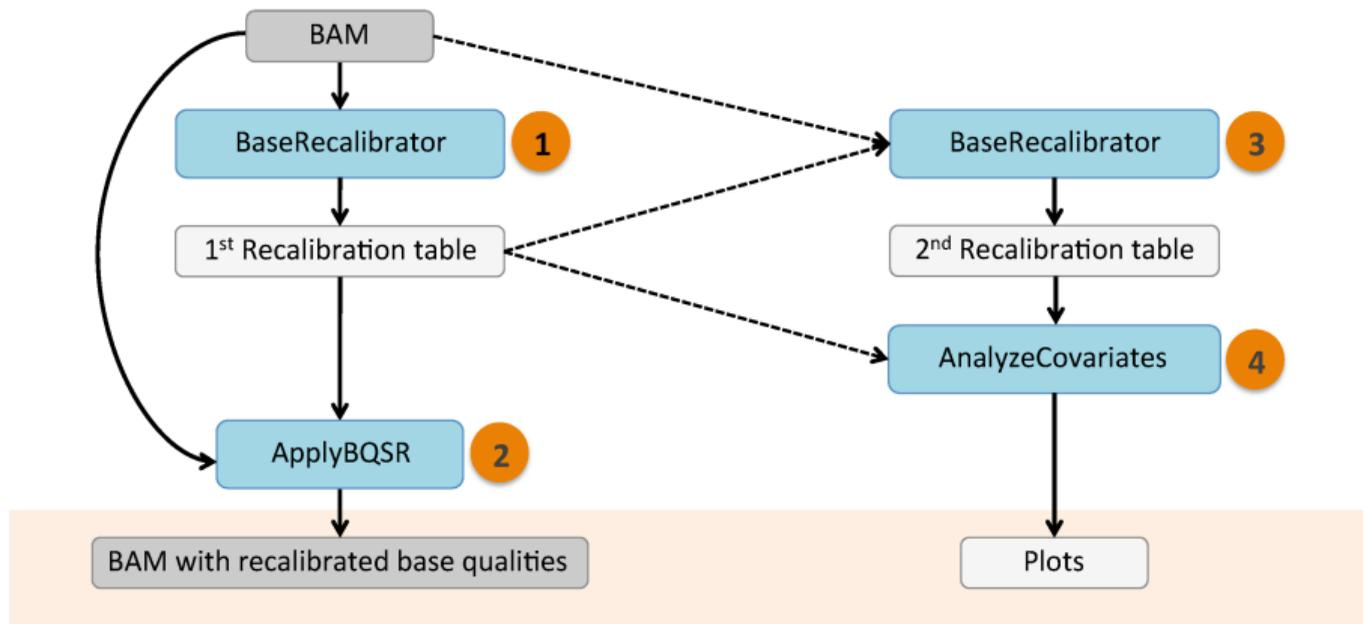 BAM
BaseRecalibrator
1
BaseRecalibrator
3
1st Recalibration table
2nd Recalibration table
AnalyzeCovariates
4
ApplyBQSR
2
BAM with recalibrated base qualities
Plots